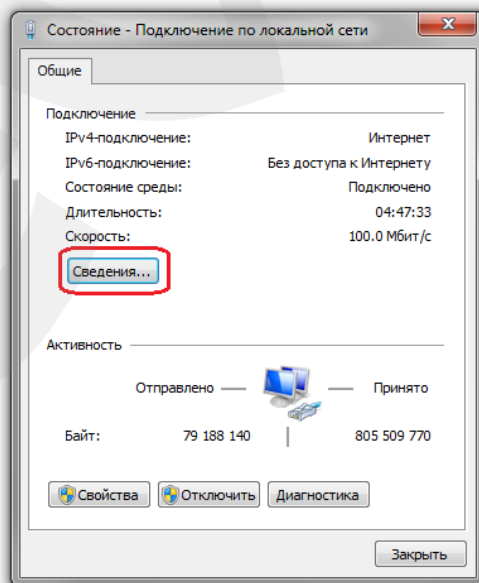 Состояние - Подключение по локальной сети
Общие
Подключение
IPv4-подключение: Интернет
IPv6-подключение: Без доступа к Интернету
Состояние среды: Подключено
Длительность: 04:47:33
Скорость: 100.0 Мбит/с
Сведения...
Активность
Отправлено — Принято
Байт: 79 188 140 805 509 770
Свойства Отключить Диагностика
Закрыть